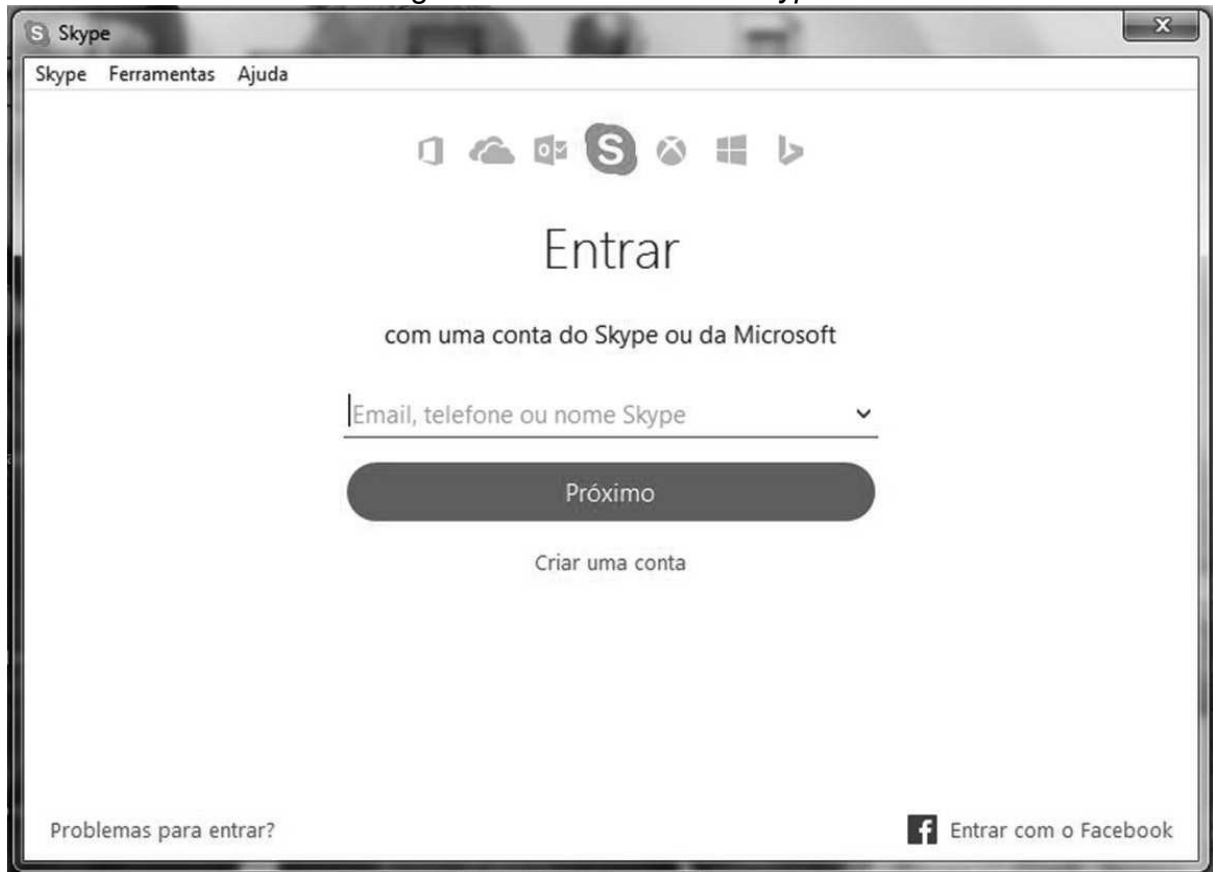 Skype
Skype Ferramentas Ajuda
Entrar
com uma conta do Skype ou da Microsoft
Email, telefone ou nome Skype
Próximo
Criar uma conta
Problemas para entrar?
Entrar com o Facebook